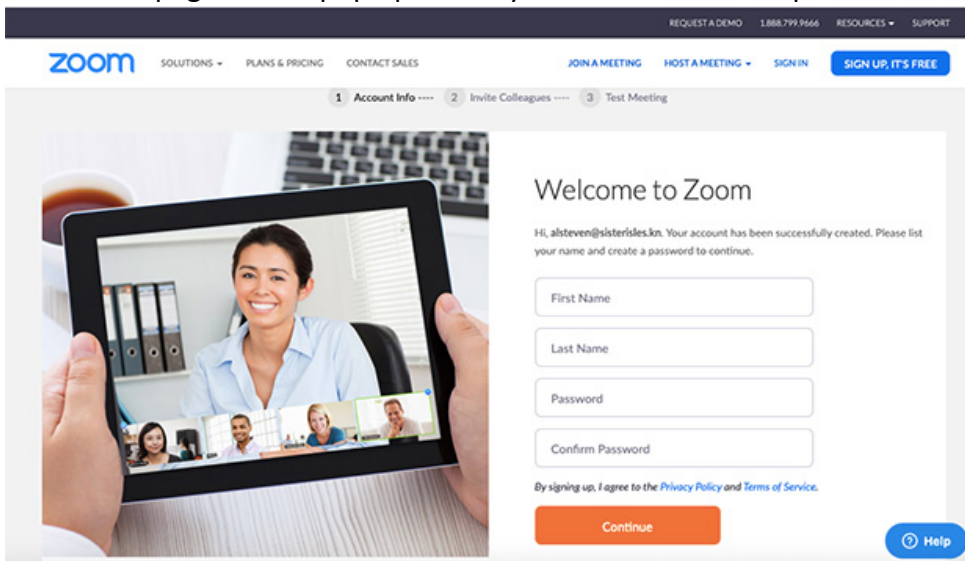 REQUEST A DEMO 1.888.799.9666 RESOURCES SUPPORT
zoom SOLUTIONS PLANS & PRICING CONTACT SALES JOIN A MEETING HOST A MEETING SIGN IN SIGN UP, IT'S FREE
1 Account Info ---- 2 Invite Colleagues ---- 3 Test Meeting
Welcome to Zoom
Hi, alsteven@sisterisles.kn. Your account has been successfully created. Please list
your name and create a password to continue.
First Name
Last Name
Password
Confirm Password
By signing up, I agree to the Privacy Policy and Terms of Service.
Continue
Help